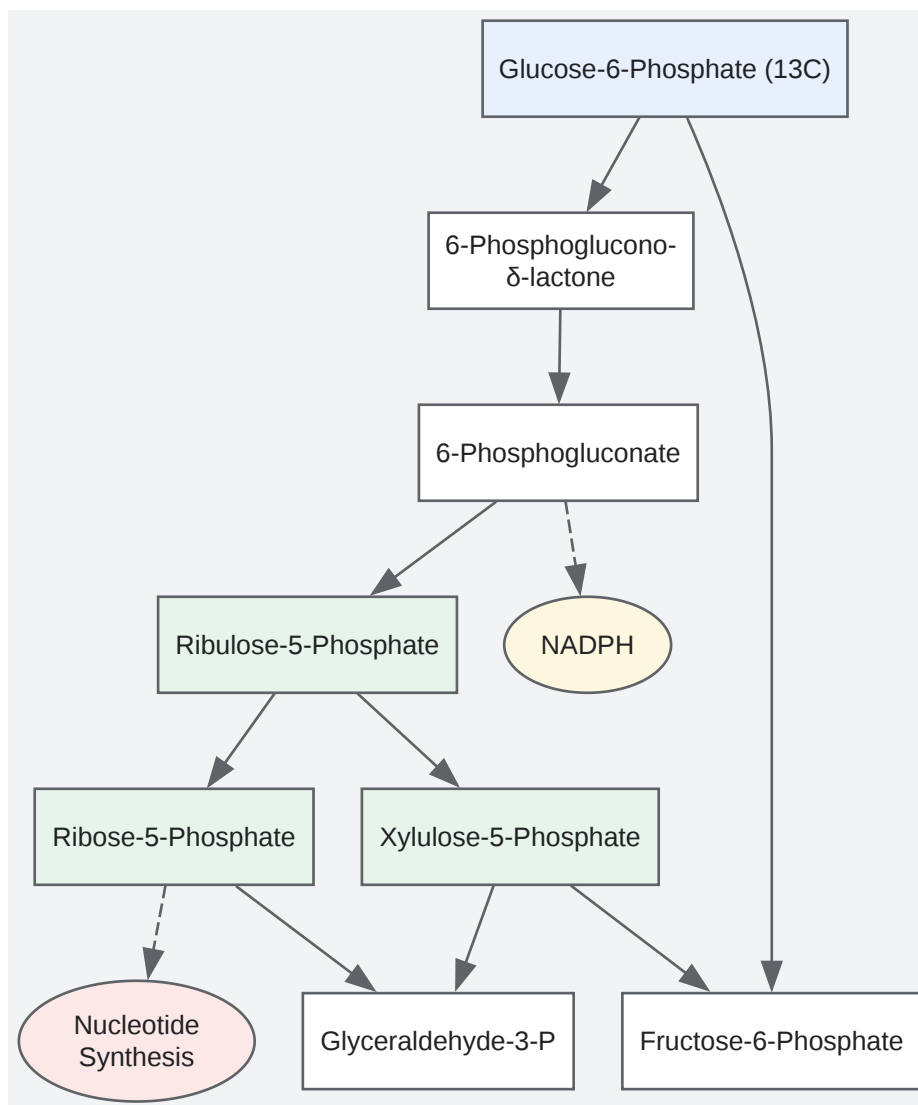 Glucose-6-Phosphate (13C)
6-Phosphoglucono-
δ-lactone
6-Phosphogluconate
Ribulose-5-Phosphate
NADPH
Ribose-5-Phosphate
Xylulose-5-Phosphate
Nucleotide
Synthesis
Glyceraldehyde-3-P
Fructose-6-Phosphate